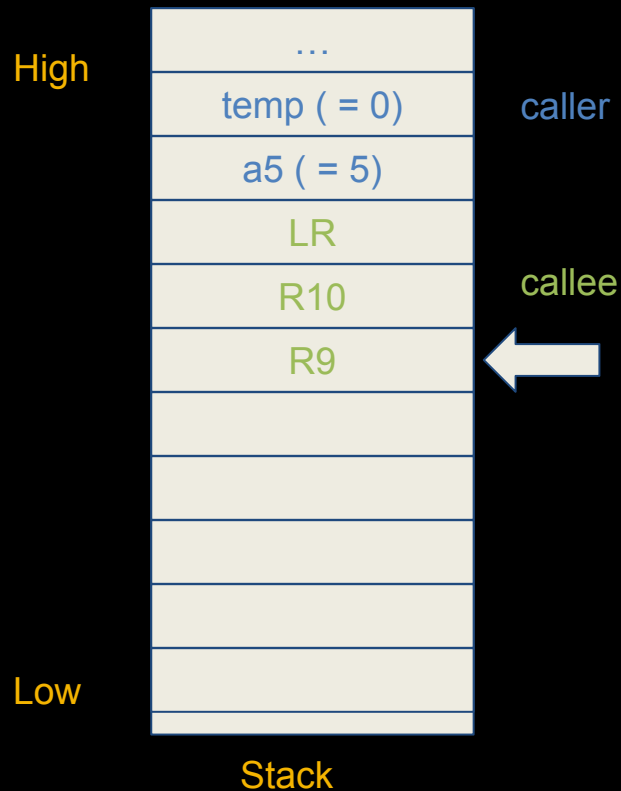 …
High
temp ( = 0)
caller
a5 ( = 5)
LR
callee
R10
R9
Low
Stack